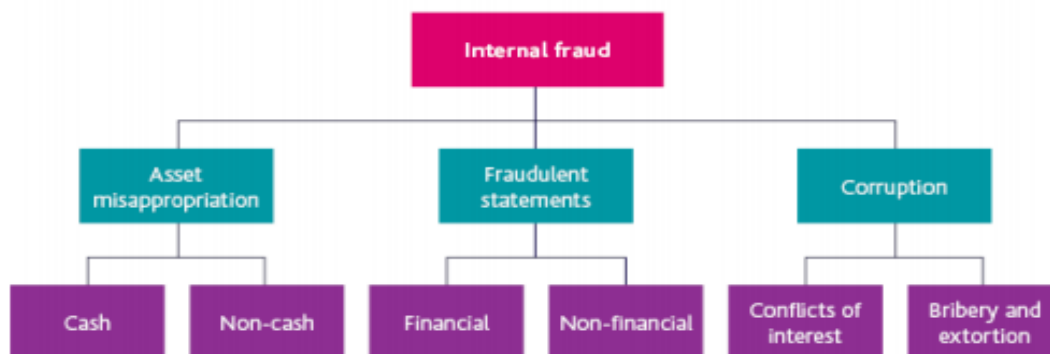 Internal fraud
Asset
misappropriation
Fraudulent
statements
Corruption
Cash
Non-cash
Financial
Non-financial
Conflicts of
interest
Bribery and
extortion